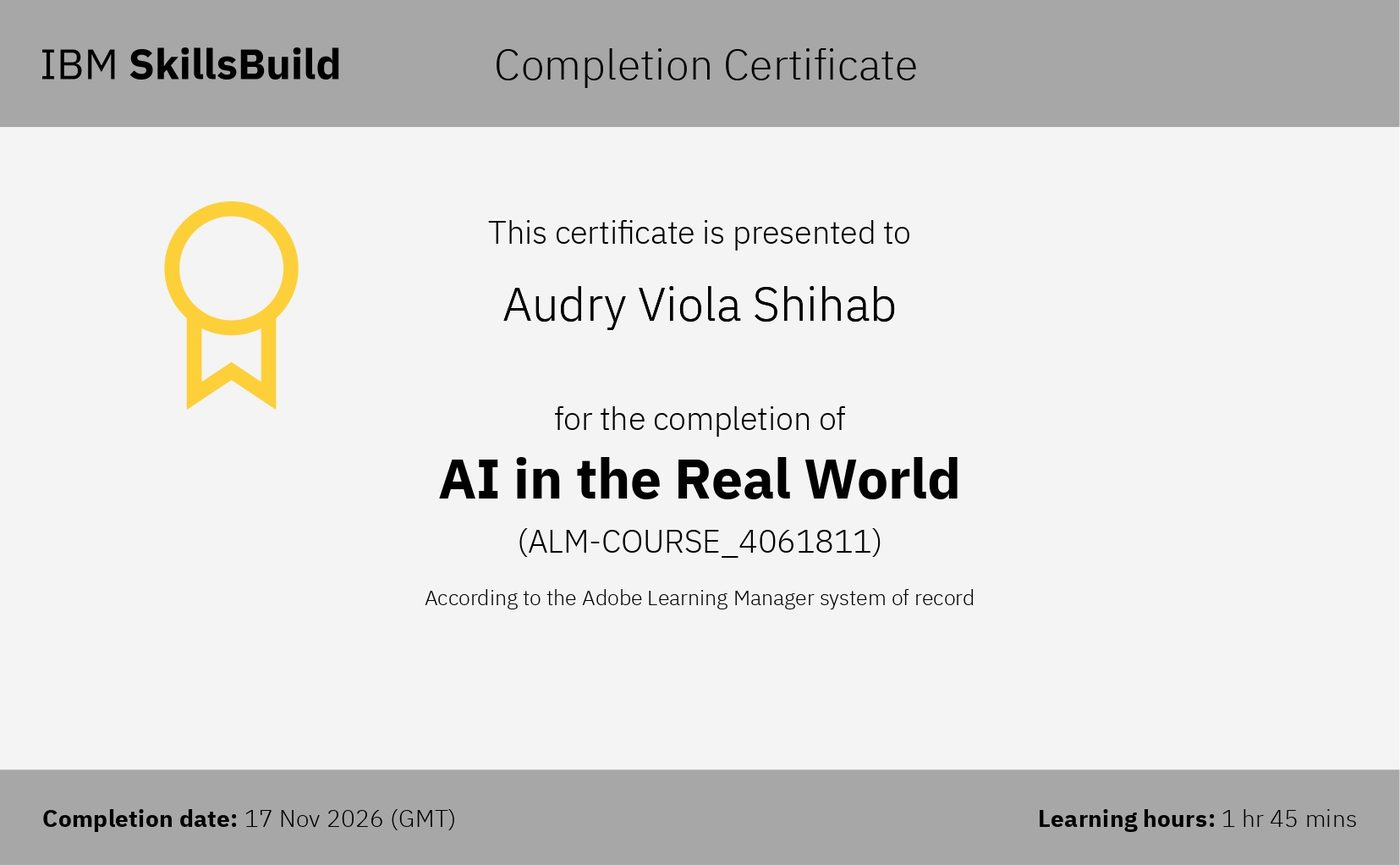 IBM SkillsBuild
Completion Certificate
This certificate is presented to
Audry Viola Shihab
for the completion of
AI in the Real World
(ALM-COURSE_4061811)
According to the Adobe Learning Manager system of record
Completion date: 17 Nov 2026 (GMT)
Learning hours: 1 hr 45 mins